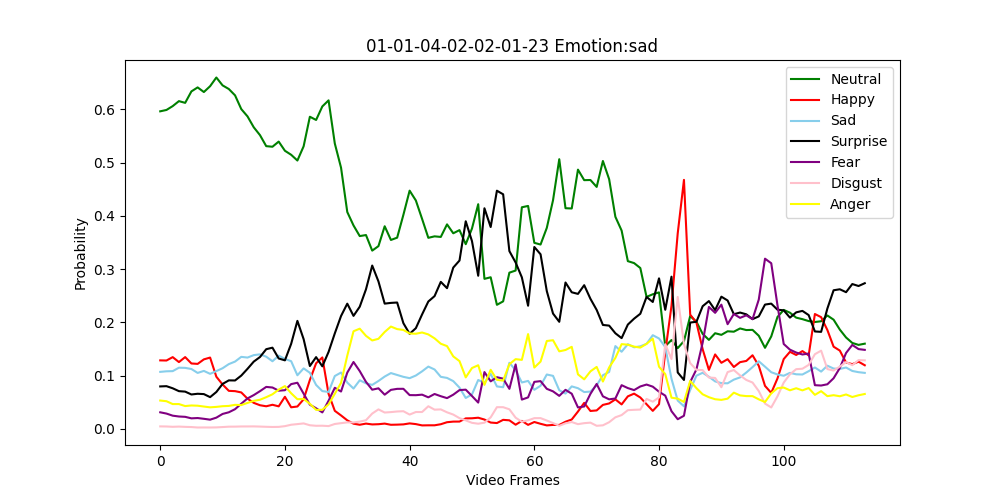 01-01-04-02-02-01-23 Emotion:sad
Neutral
Happy
Sad
Surprise
Fear
Disgust
Anger
Probability
0.6
0.5
0.4
0.3
0.2
0.1
0.0
0 20 40 60 80 100
Video Frames